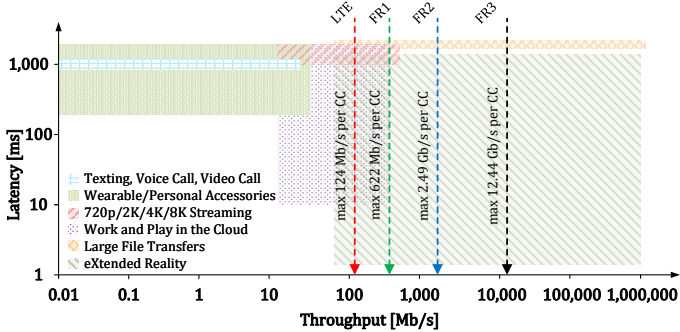 LTE FR1 FR2 FR3
1,000
100
10
1
Latency [ms]
max 124 Mb/s per CC
max 622 Mb/s per CC
max 2.49 Gb/s per CC
max 12.44 Gb/s per CC
Texting, Voice Call, Video Call
Wearable/Personal Accessories
720p/2K/4K/8K Streaming
Work and Play in the Cloud
Large File Transfers
eXtended Reality
0.01 0.1 1 10 100 1,000 10,000 100,000 1,000,000
Throughput [Mb/s]